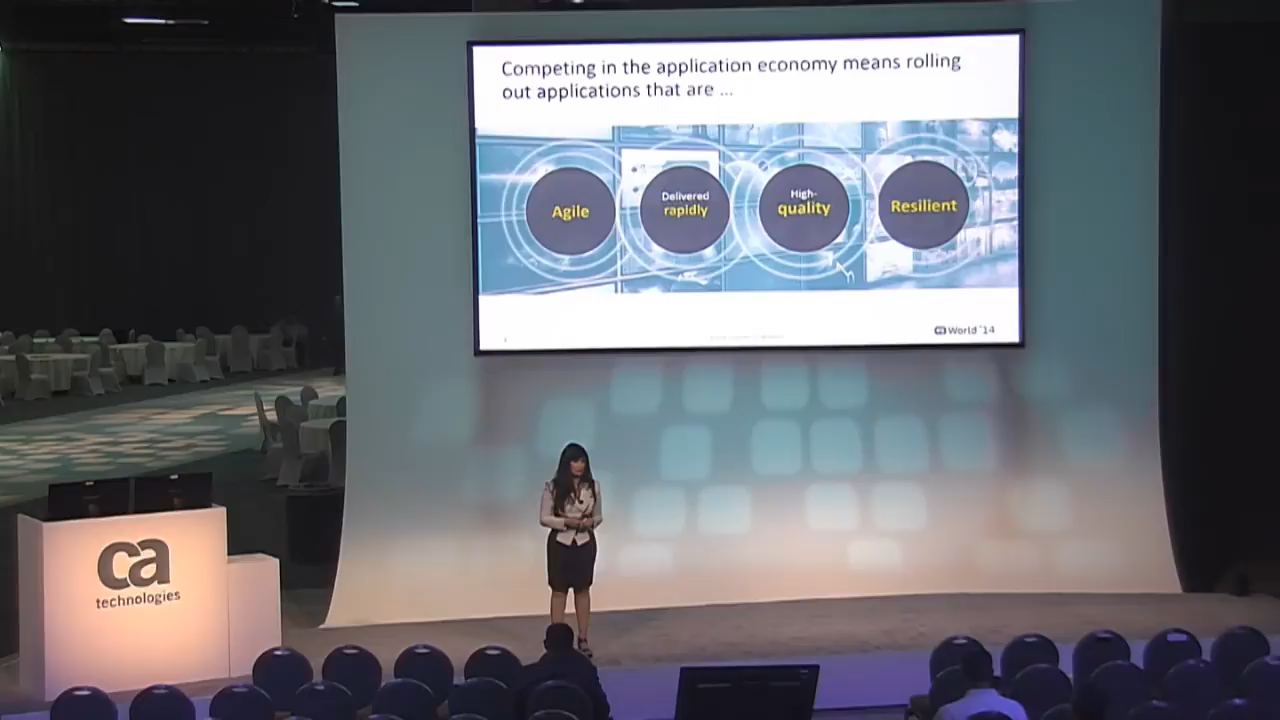 Competing in the application economy means rolling
out applications that are ...
Agile
Delivered
rapidly
High-
quality
Resilient
ca World '14
ca
technologies